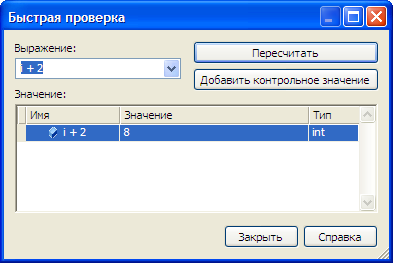 Быстрая проверка
Выражение:
i + 2
Пересчитать
Добавить контрольное значение
Значение:
Имя Значение Тип
i + 2 8 int
Закрыть Справка